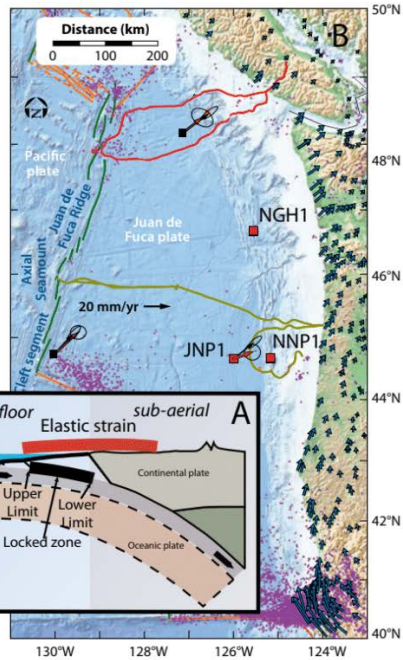 50°N
Distance (km)
0 100 200
B
N
48°N
Pacific
plate
Juan de
Fuca Ridge
Axial
Seamount
Juan de
Fuca plate
NGH1
46°N
20 mm/yr
JNP1
NNP1
Cleft segment
44°N
floor
sub-aerial
A
Elastic strain
Continental plate
Upper
Limit
Lower
Limit
Locked zone
Oceanic plate
42°N
40°N
130°W 128°W 126°W 124°W